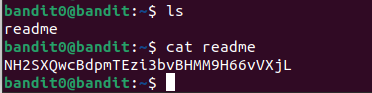 bandit0@bandit:~$ ls
readme
bandit0@bandit:~$ cat readme
NH2SXQwcBdpmTEzi3bvBHMM9H66vVXjL
bandit0@bandit:~$